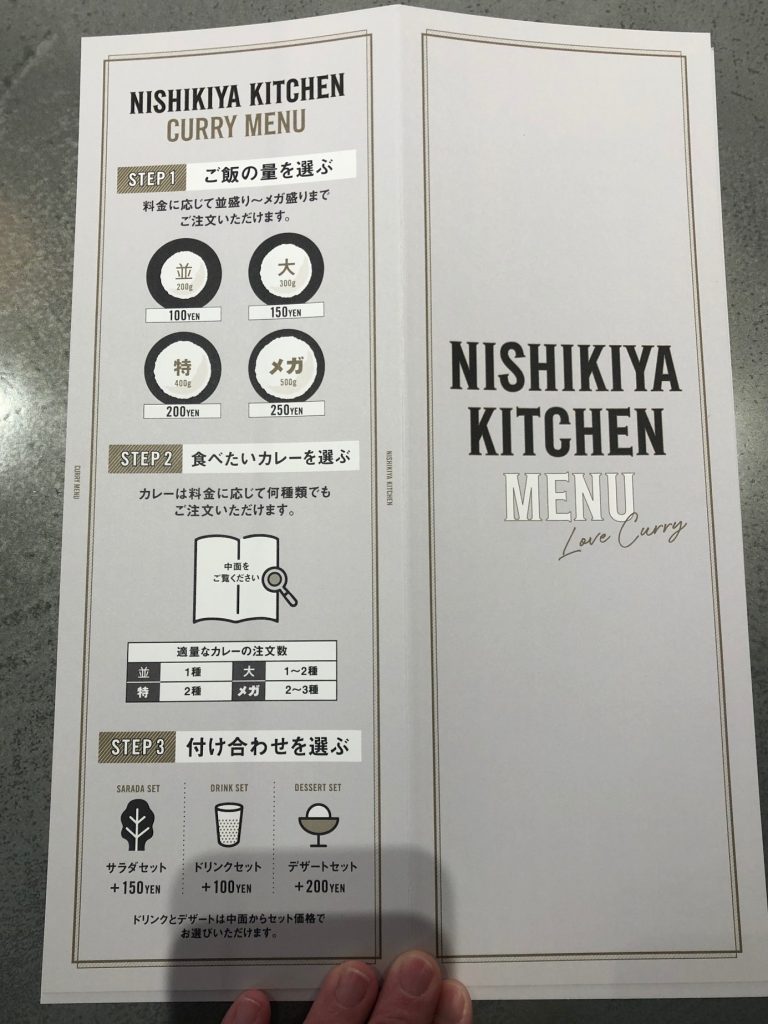 NISHIKIYA KITCHEN
CURRY MENU
STEP 1 ご飯の量を選ぶ
料金に応じて並盛り〜メガ盛りまで
ご注文いただけます。
並 大
200g 300g
100YEN 150YEN
特 メガ
400g 500g
200YEN 250YEN
STEP 2 食べたいカレーを選ぶ
カレーは料金に応じて何種類でも
ご注文いただけます。
中面を
ご覧ください
適量なカレーの注文数
並 1種 大 1〜2種
特 2種 メガ 2〜3種
STEP 3 付け合わせを選ぶ
SARADA SET DRINK SET DESSERT SET
サラダセット ドリンクセット デザートセット
+150YEN +100YEN +200YEN
ドリンクとデザートは中面からセット価格で
お選びいただけます。
CURRY MENU
NISHIKIYA KITCHEN
NISHIKIYA
KITCHEN
MENU
Love Curry